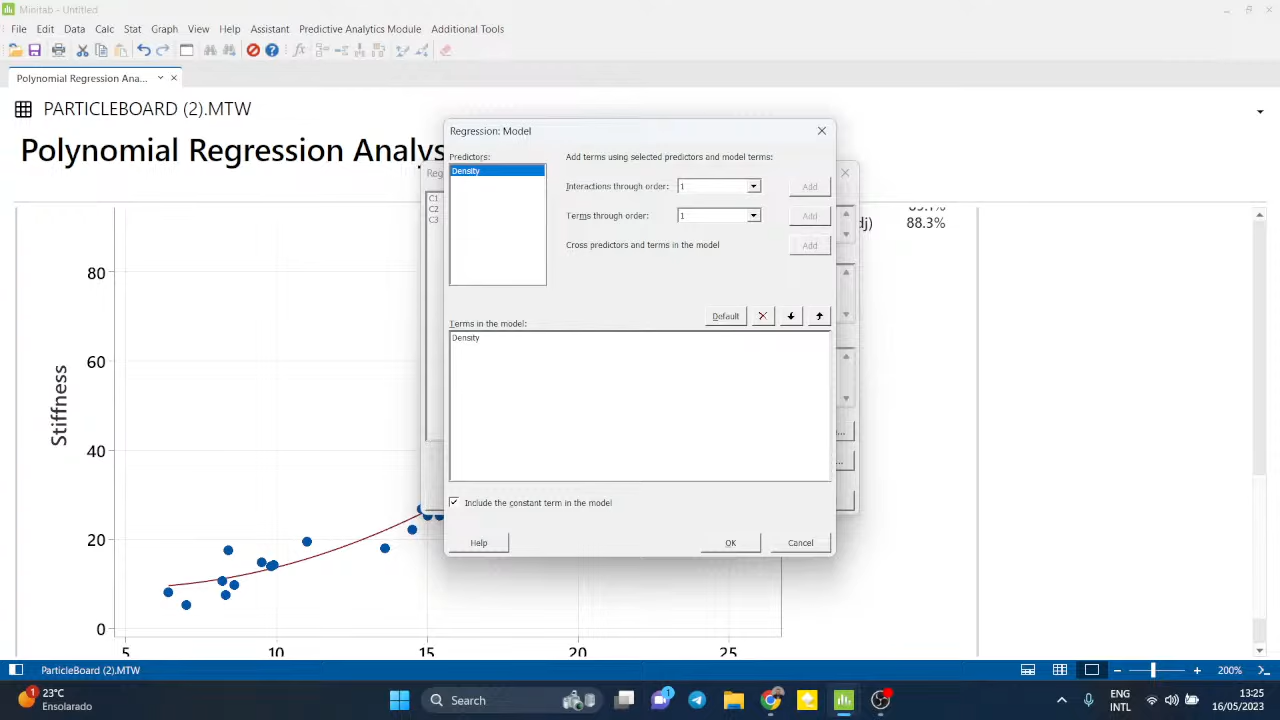 Minitab - Untitled
File Edit Data Calc Stat Graph View Help Assistant Predictive Analytics Module Additional Tools
Polynomial Regression Ana...
PARTICLEBOARD (2).MTW
Polynomial Regression Analys
Regression: Model
Predictors:
Density
Add terms using selected predictors and model terms:
Interactions through order: 1 Add
Terms through order: 1 Add
Cross predictors and terms in the model Add
Default
Terms in the model:
Density
Include the constant term in the model
Help OK Cancel
Reg
C1
C2
C3
dj) 88.3%
80
60
40
20
0
Stiffness
5 10 15 20 25
ParticleBoard (2).MTW
200%
1
23°C
Ensolarado
Search
1
ENG
INTL
13:25
16/05/2023